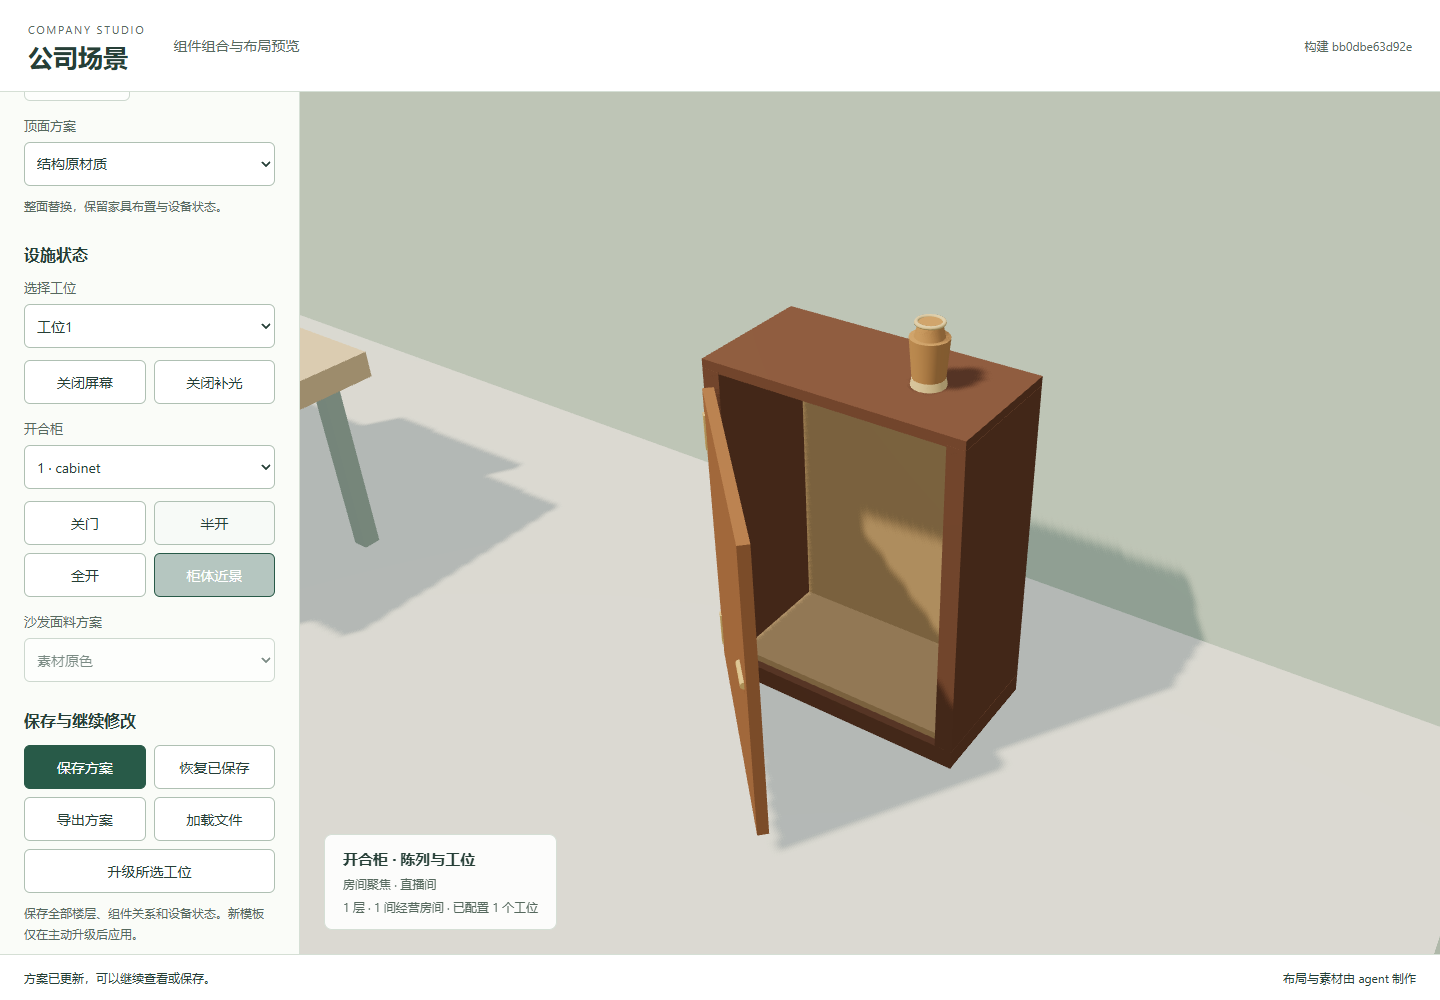 COMPANY STUDIO
公司场景
组件组合与布局预览
构建 bb0dbe63d92e
顶面方案
结构原材质
整面替换，保留家具布置与设备状态。
设施状态
选择工位
工位1
关闭屏幕
关闭补光
开合柜
1 · cabinet
关门
半开
全开
柜体近景
沙发面料方案
素材原色
保存与继续修改
保存方案
恢复已保存
导出方案
加载文件
升级所选工位
保存全部楼层、组件关系和设备状态。新模板
仅在主动升级后应用。
开合柜 · 陈列与工位
房间聚焦 · 直播间
1 层 · 1 间经营房间 · 已配置 1 个工位
方案已更新，可以继续查看或保存。
布局与素材由 agent 制作